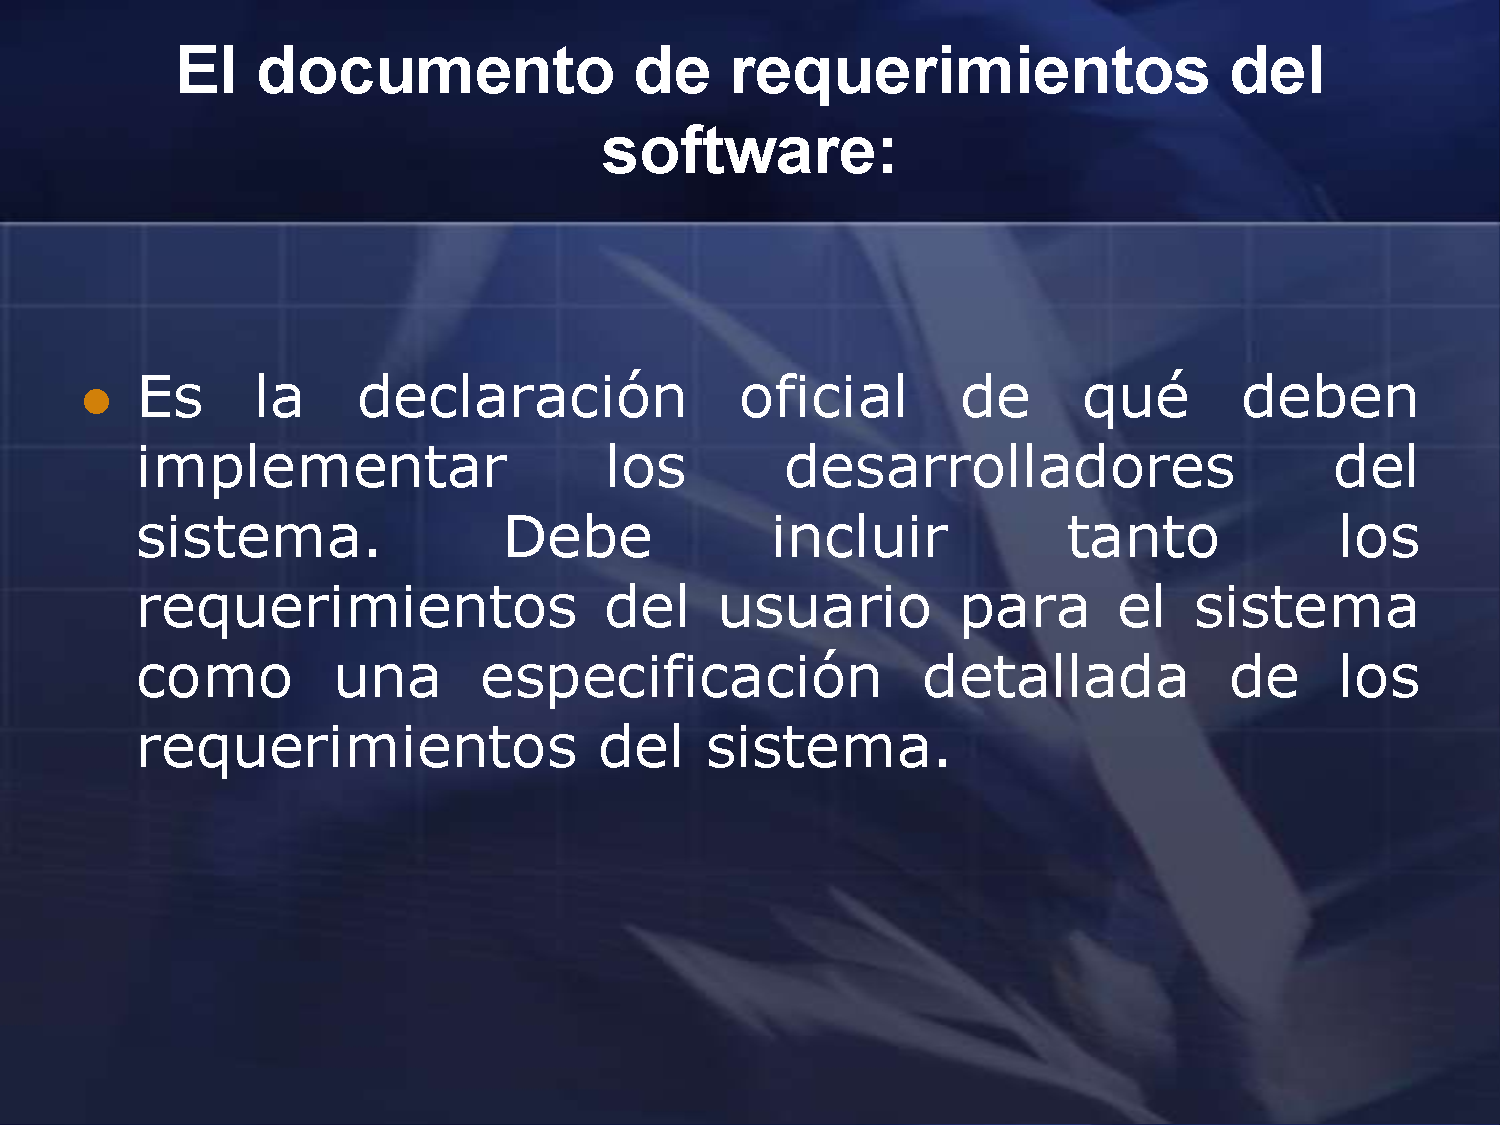 El documento de requerimientos del
software:
Es la declaración oficial de qué deben
implementar los desarrolladores del
sistema. Debe incluir tanto los
requerimientos del usuario para el sistema
como una especificación detallada de los
requerimientos del sistema.